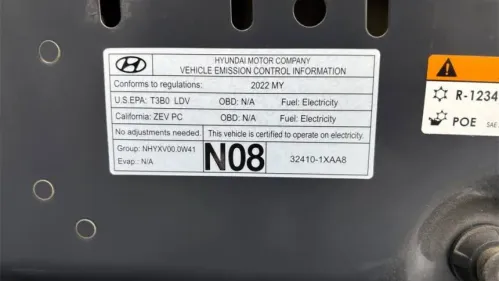 HYUNDAI MOTOR COMPANY
VEHICLE EMISSION CONTROL INFORMATION
Conforms to regulations: 2022 MY
U.S.EPA: T3B0 LDV OBD: N/A Fuel: Electricity
California: ZEV PC OBD: N/A Fuel: Electricity
No adjustments needed. This vehicle is certified to operate on electricity.
Group: NHYXV00.0W41
Evap.: N/A
N08
32410-1XAA8
R-1234
POE SAE